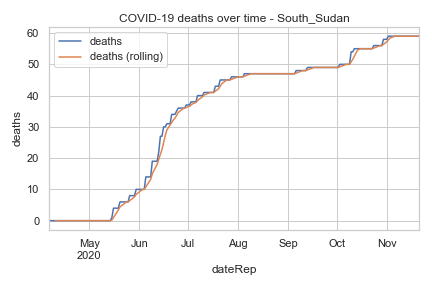 COVID-19 deaths over time - South_Sudan
deaths
deaths (rolling)
60
50
40
30
20
10
0
deaths
May Jun Jul Aug Sep Oct Nov
2020
dateRep